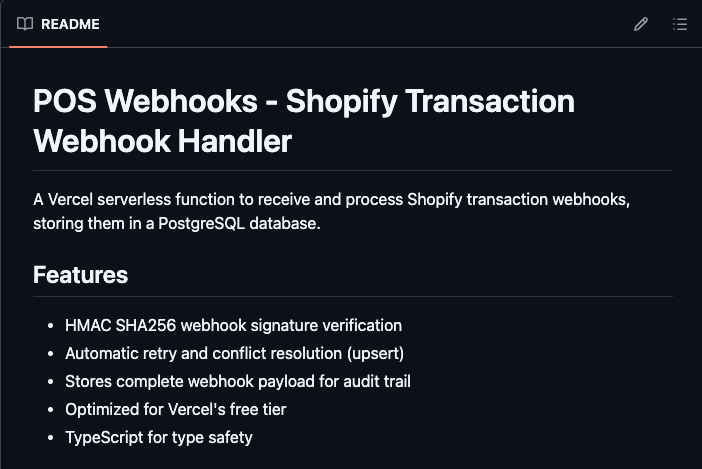 README
POS Webhooks - Shopify Transaction
Webhook Handler
A Vercel serverless function to receive and process Shopify transaction webhooks,
storing them in a PostgreSQL database.
Features
• HMAC SHA256 webhook signature verification
• Automatic retry and conflict resolution (upsert)
• Stores complete webhook payload for audit trail
• Optimized for Vercel's free tier
• TypeScript for type safety